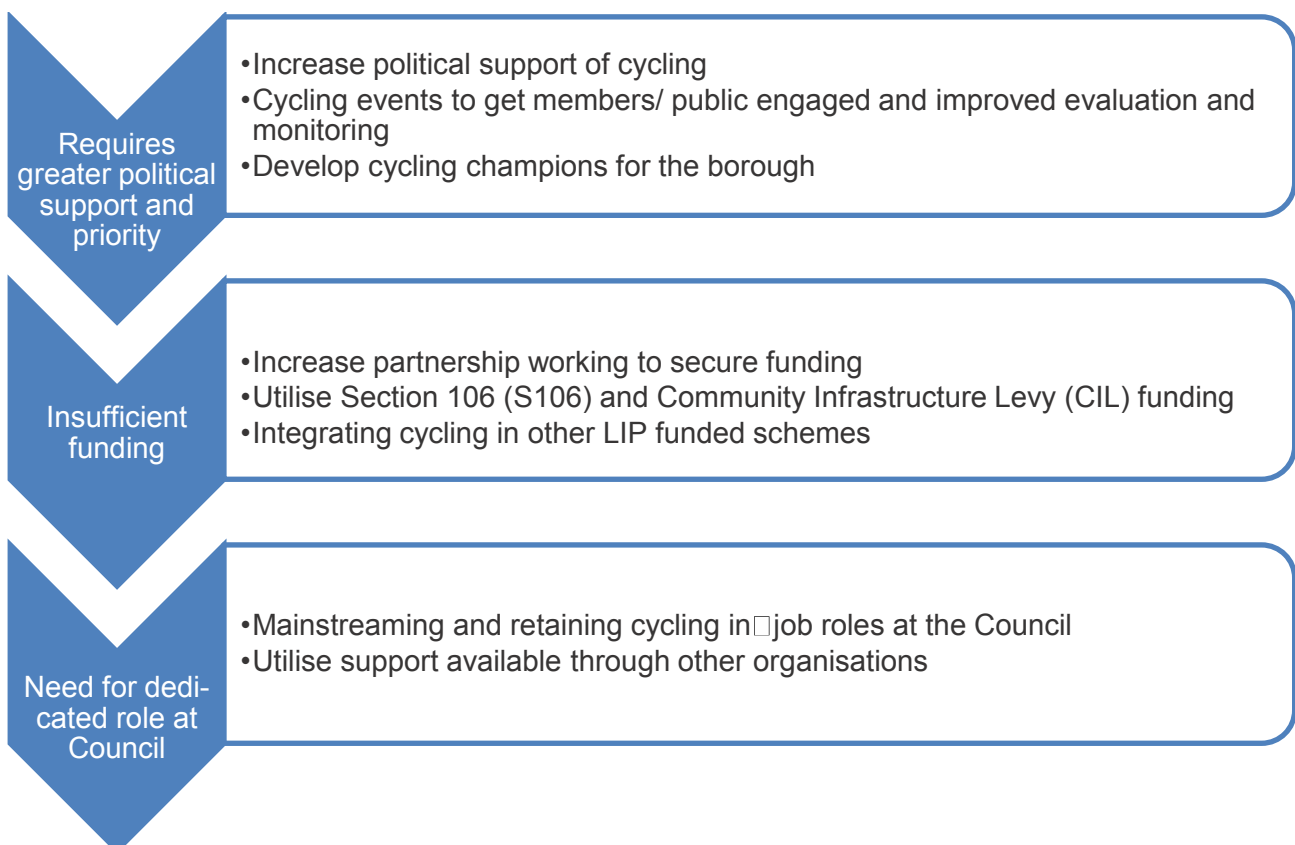 Requires
greater political
support and
priority
•Increase political support of cycling
•Cycling events to get members/ public engaged and improved evaluation and
monitoring
•Develop cycling champions for the borough
Insufficient
funding
•Increase partnership working to secure funding
•Utilise Section 106 (S106) and Community Infrastructure Levy (CIL) funding
•Integrating cycling in other LIP funded schemes
Need for dedi-
cated role at
Council
•Mainstreaming and retaining cycling in□job roles at the Council
•Utilise support available through other organisations